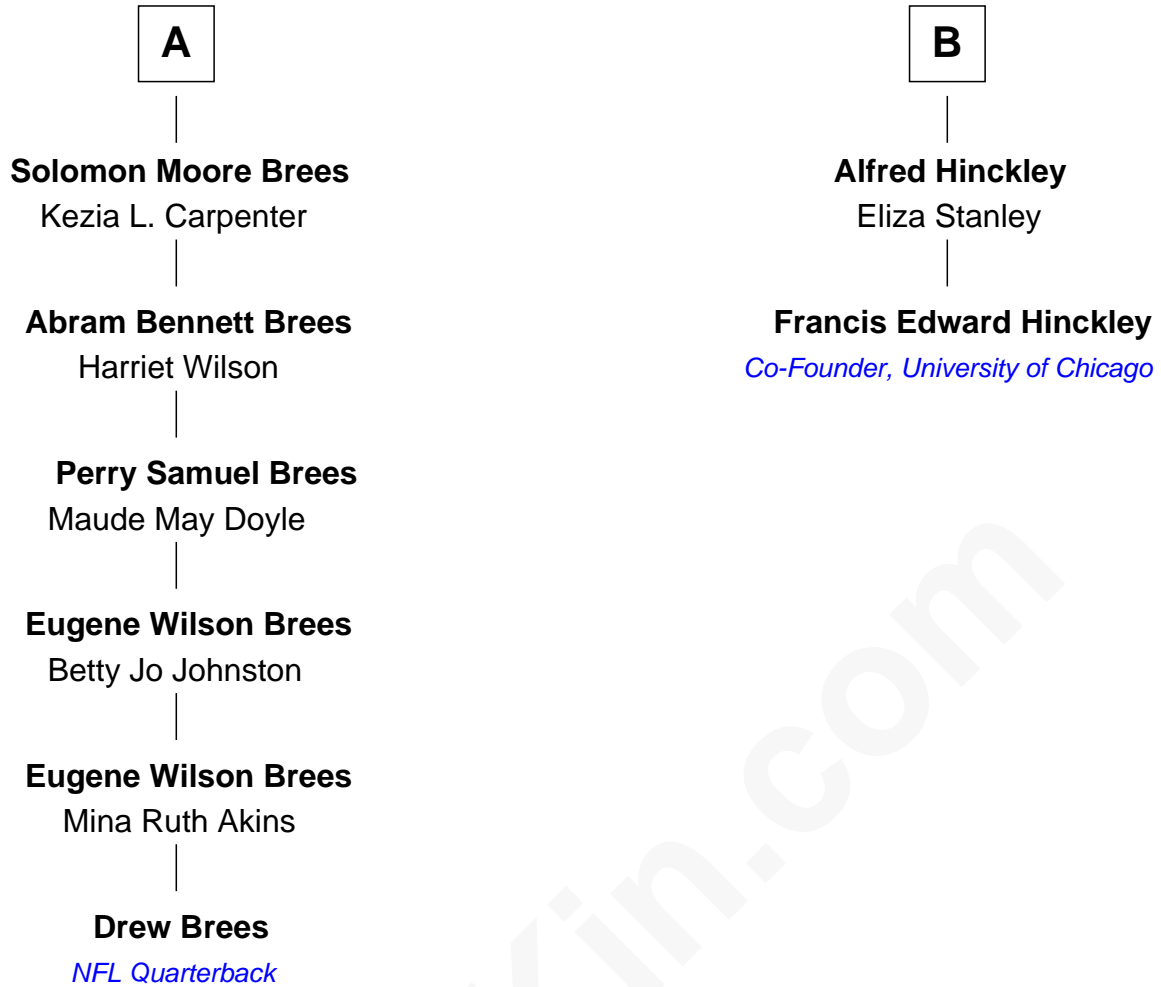 A
Solomon Moore Brees
Kezia L. Carpenter
Abram Bennett Brees
Harriet Wilson
Perry Samuel Brees
Maude May Doyle
Eugene Wilson Brees
Betty Jo Johnston
Eugene Wilson Brees
Mina Ruth Akins
Drew Brees
NFL Quarterback
B
Alfred Hinckley
Eliza Stanley
Francis Edward Hinckley
Co-Founder, University of Chicago
Kin.com